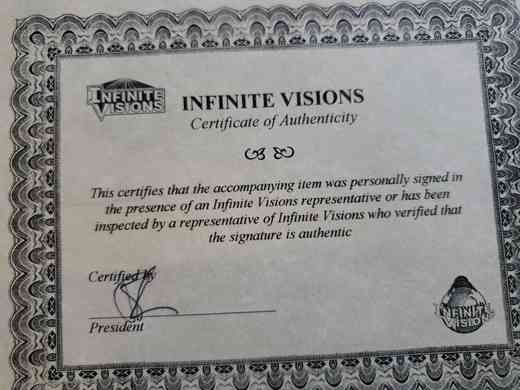 INFINITE
VISIONS
INFINITE VISIONS
Certificate of Authenticity
This certifies that the accompanying item was personally signed in
the presence of an Infinite Visions representative or has been
inspected by a representative of Infinite Visions who verified that
the signature is authentic
Certified by
President
INFINITE
VISIONS